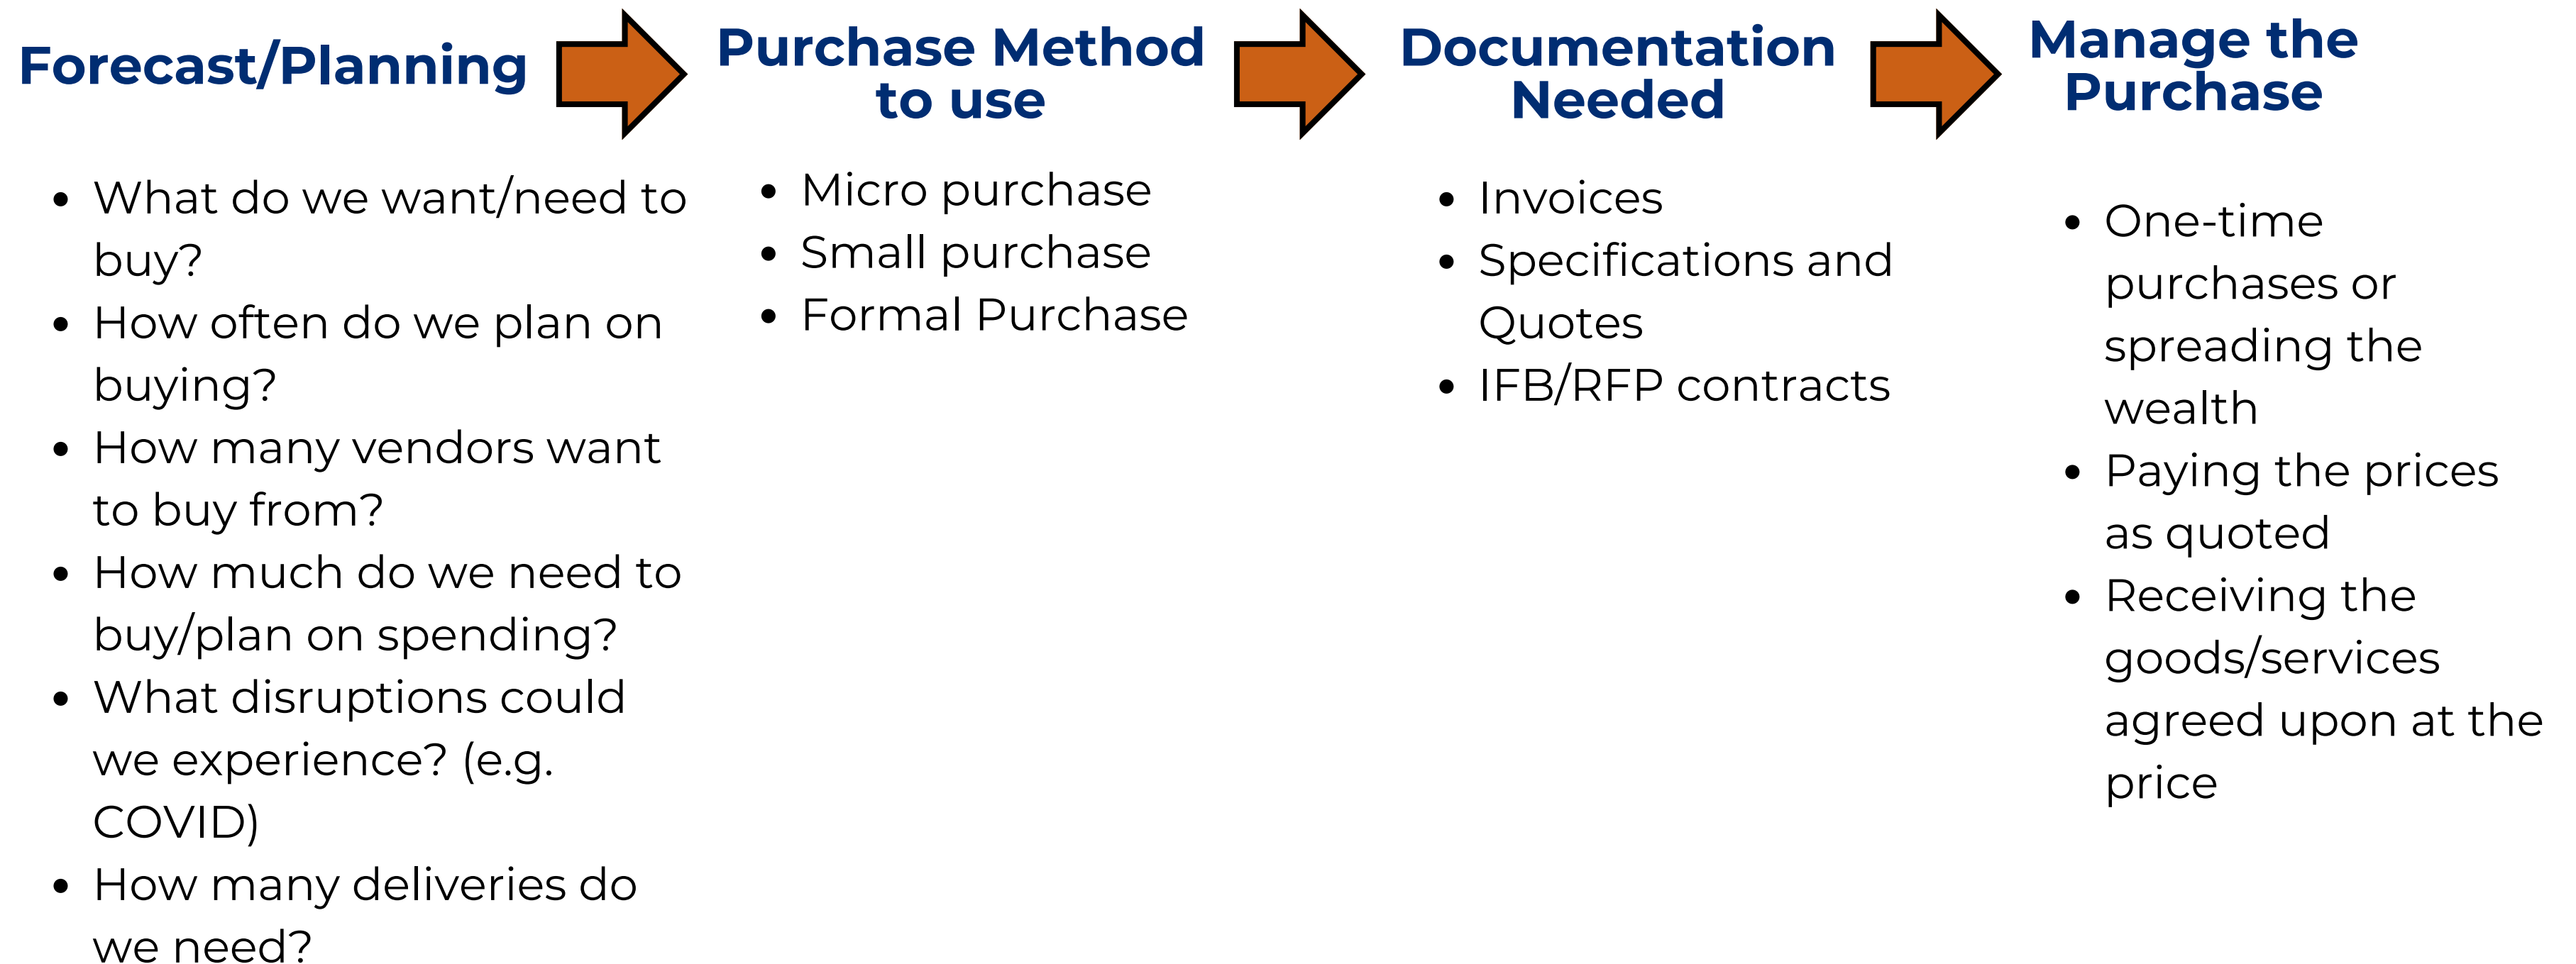 Forecast/Planning
• What do we want/need to
buy?
• How often do we plan on
buying?
• How many vendors want
to buy from?
• How much do we need to
buy/plan on spending?
• What disruptions could
we experience? (e.g.
COVID)
• How many deliveries do
we need?
Purchase Method
to use
• Micro purchase
• Small purchase
• Formal Purchase
Documentation
Needed
• Invoices
• Specifications and
Quotes
• IFB/RFP contracts
Manage the
Purchase
• One-time
purchases or
spreading the
wealth
• Paying the prices
as quoted
• Receiving the
goods/services
agreed upon at the
price